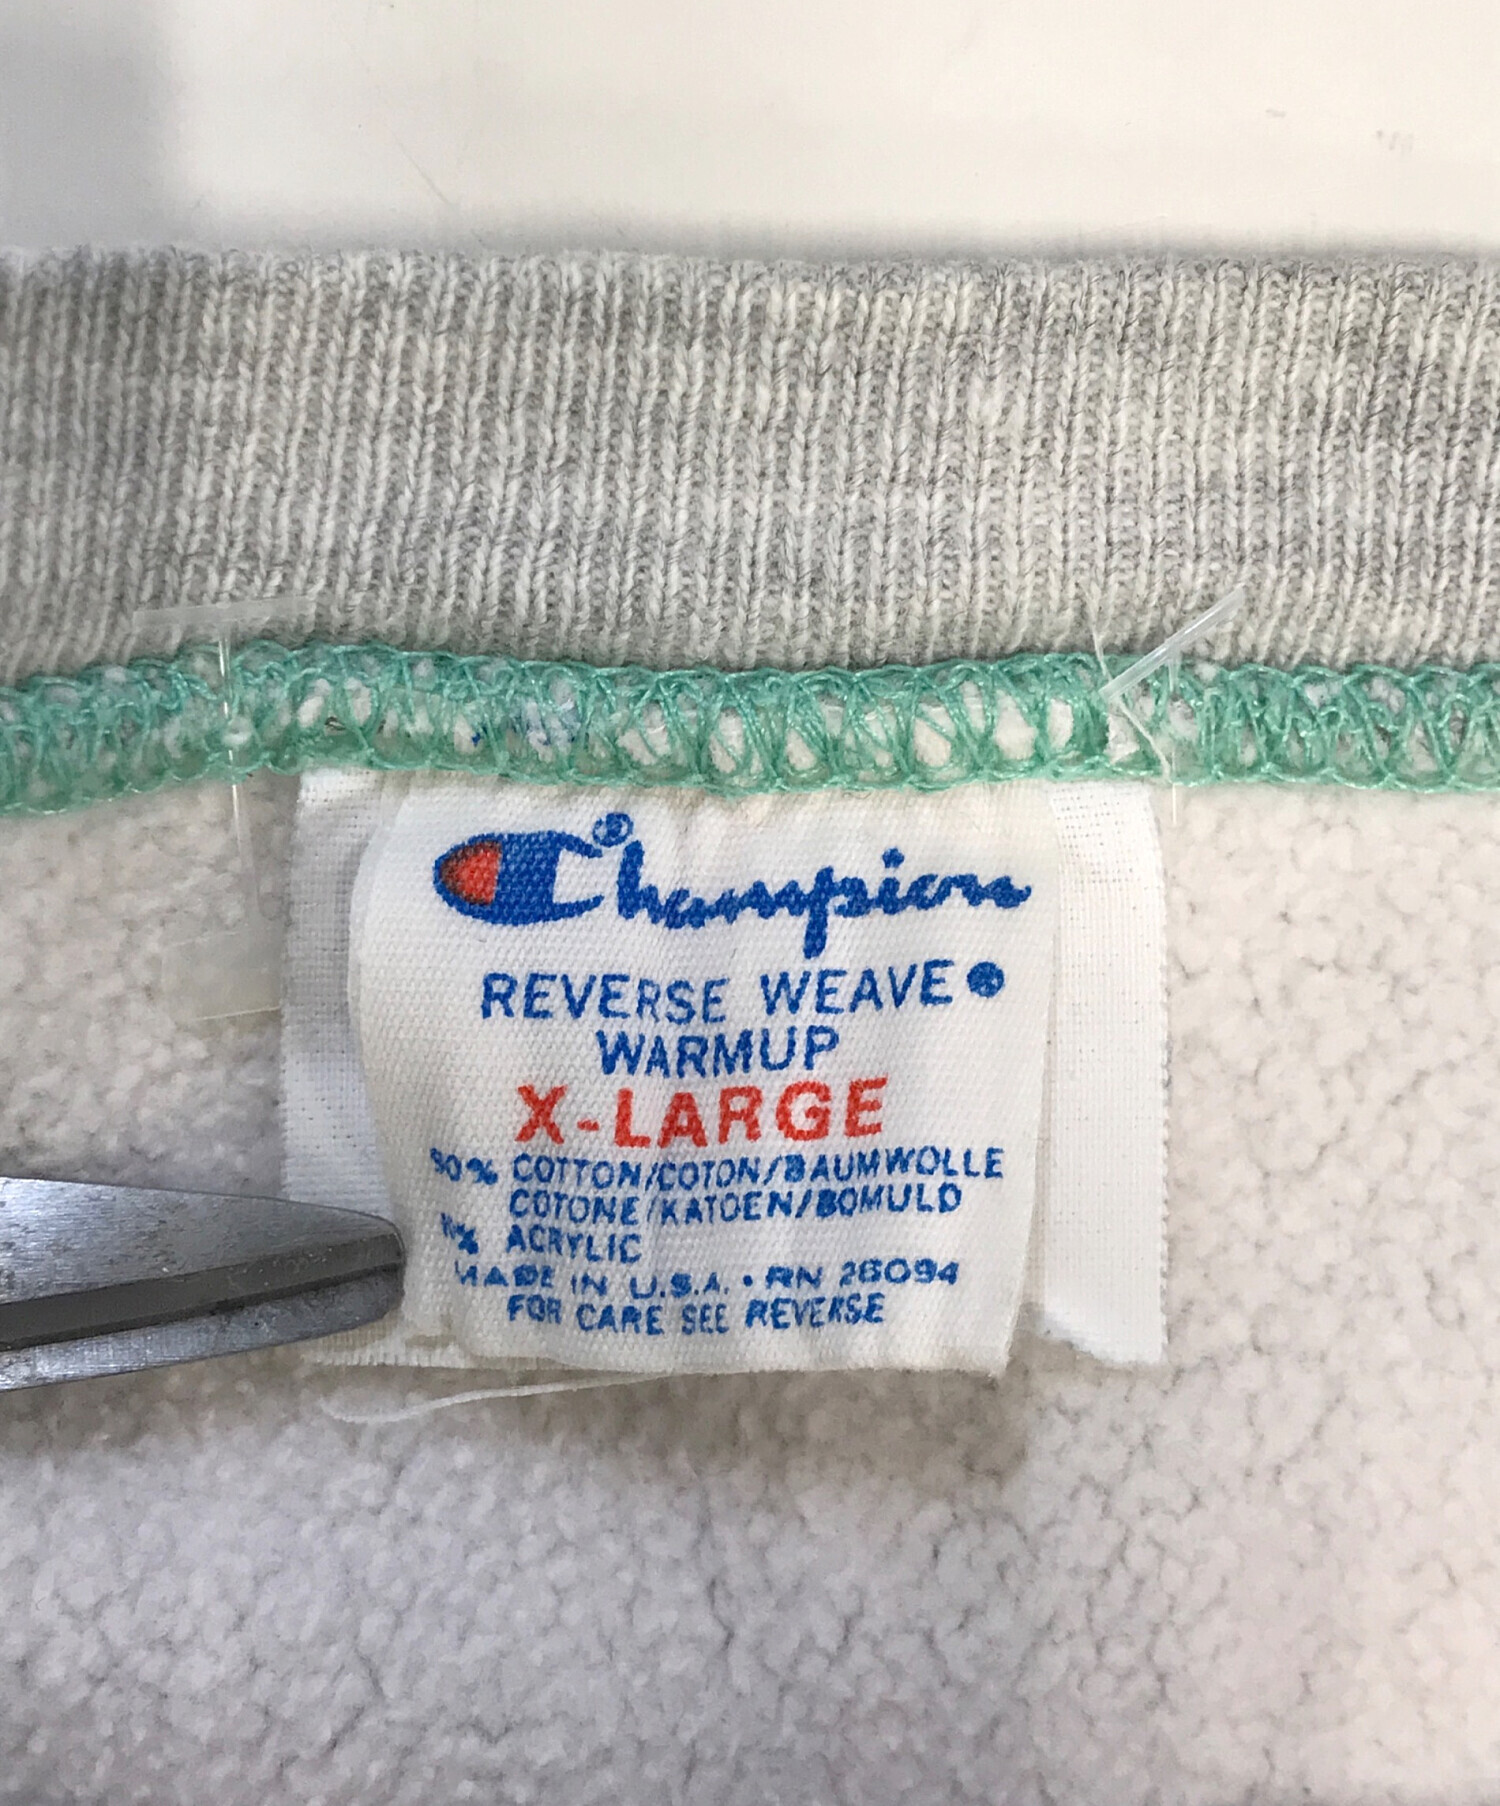 Champion®
REVERSE WEAVE
WARMUP
X-LARGE
90% COTTON/COTON/BAUMWOLLE
COTONE/KATOEN/BOMULD
% ACRYLIC
MADE IN U.S.A. • RN 26094
FOR CARE SEE REVERSE